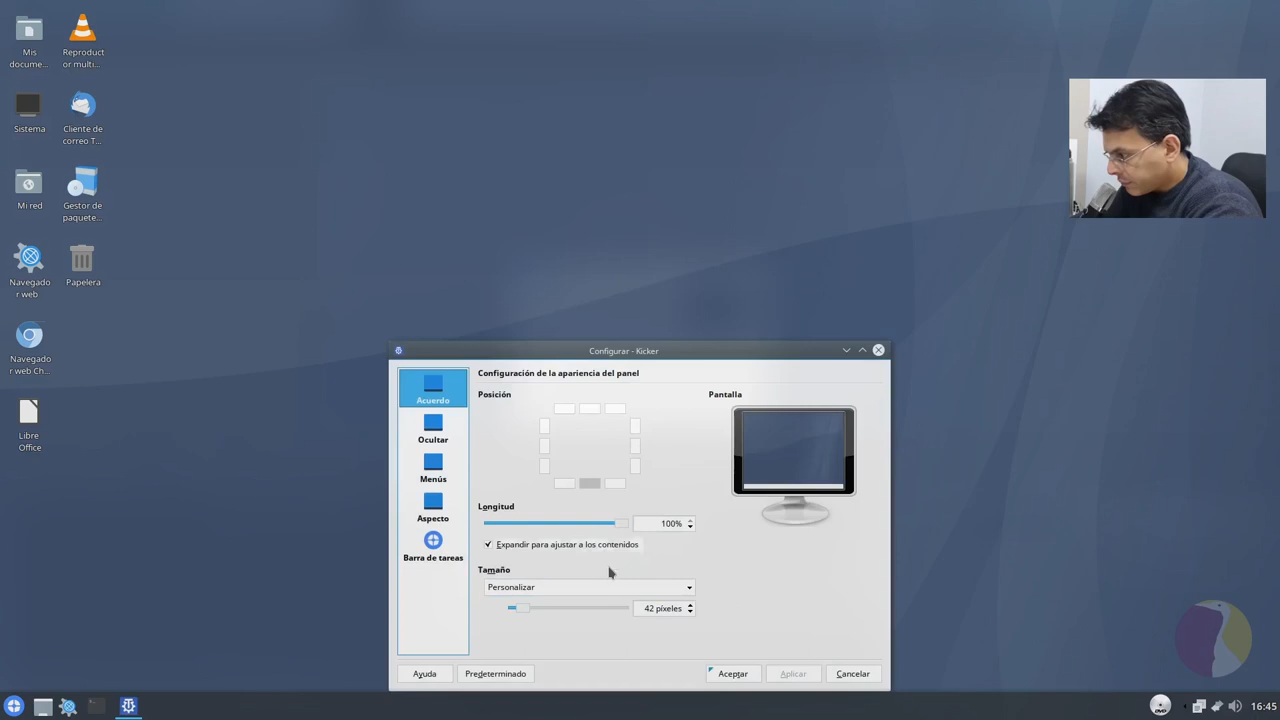 Mis
docume...
Reproduct
or multi...
Sistema
Cliente de
correo T...
Mi red
Gestor de
paquete...
Navegado
r web
Papelera
Navegado
r web Ch...
Libre
Office
Configurar - Kicker
Acuerdo
Ocultar
Menús
Aspecto
Barra de tareas
Configuración de la apariencia del panel
Posición
Pantalla
Longitud
100%
Expandir para ajustar a los contenidos
Tamaño
Personalizar
42 píxeles
Ayuda
Predeterminado
Aceptar
Aplicar
Cancelar
DVD
16:45